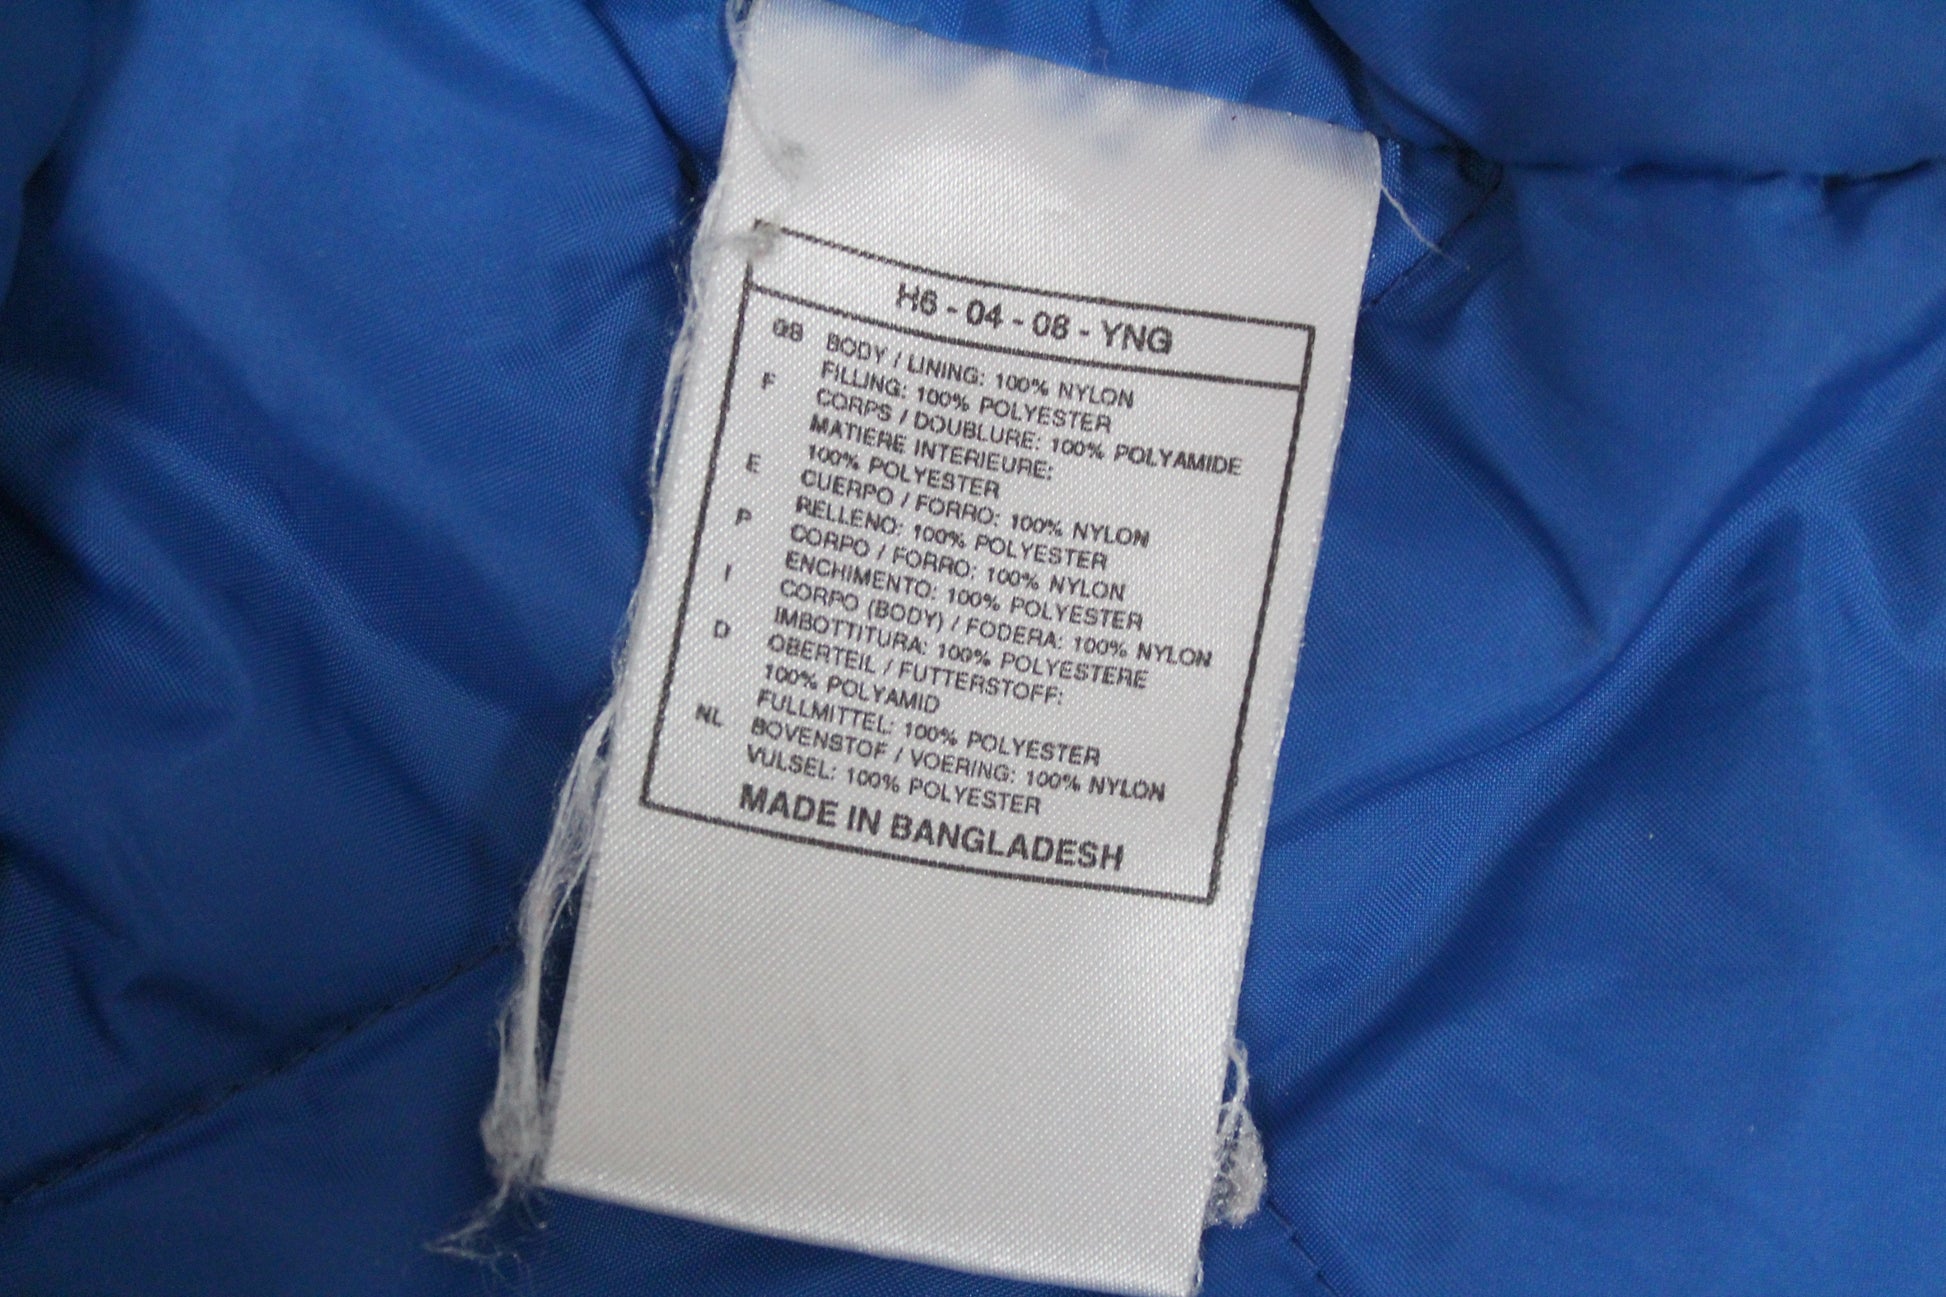 H6 - 04 - 08 - YNG
GB BODY / LINING: 100% NYLON
FILLING: 100% POLYESTER
F CORPS / DOUBLURE: 100% POLYAMIDE
MATIERE INTERIEURE:
100% POLYESTER
E CUERPO / FORRO: 100% NYLON
RELLENO: 100% POLYESTER
P CORPO / FORRO: 100% NYLON
ENCHIMENTO: 100% POLYESTER
I CORPO (BODY) / FODERA: 100% NYLON
IMBOTTITURA: 100% POLYESTERE
D OBERTEIL / FUTTERSTOFF:
100% POLYAMID
FULLMITTEL: 100% POLYESTER
NL BOVENSTOF / VOERING: 100% NYLON
VULSEL: 100% POLYESTER
MADE IN BANGLADESH